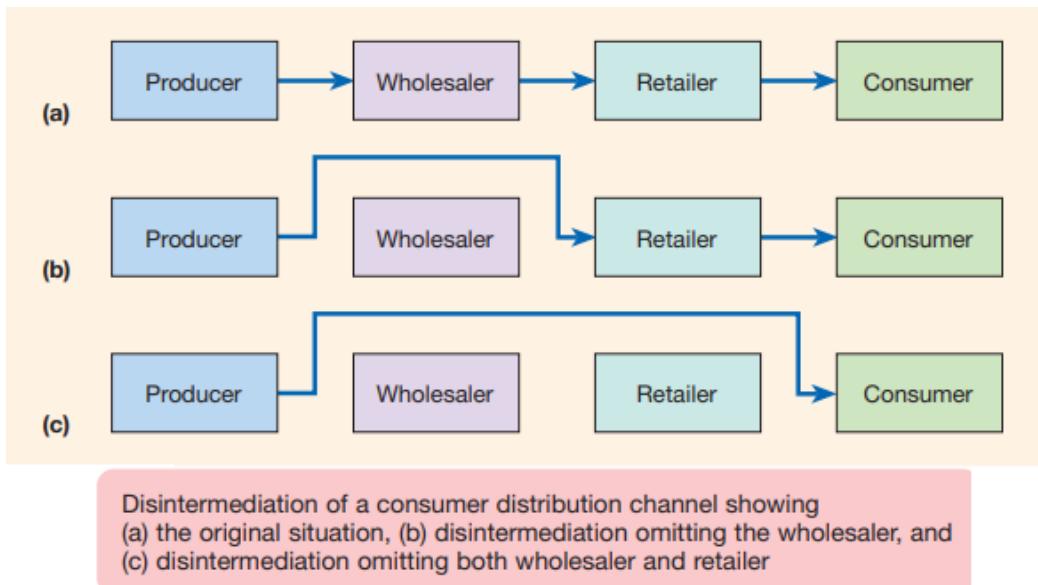 Producer Wholesaler Retailer Consumer
(a)
Producer Wholesaler Retailer Consumer
(b)
Producer Wholesaler Retailer Consumer
(c)
Disintermediation of a consumer distribution channel showing
(a) the original situation, (b) disintermediation omitting the wholesaler, and
(c) disintermediation omitting both wholesaler and retailer